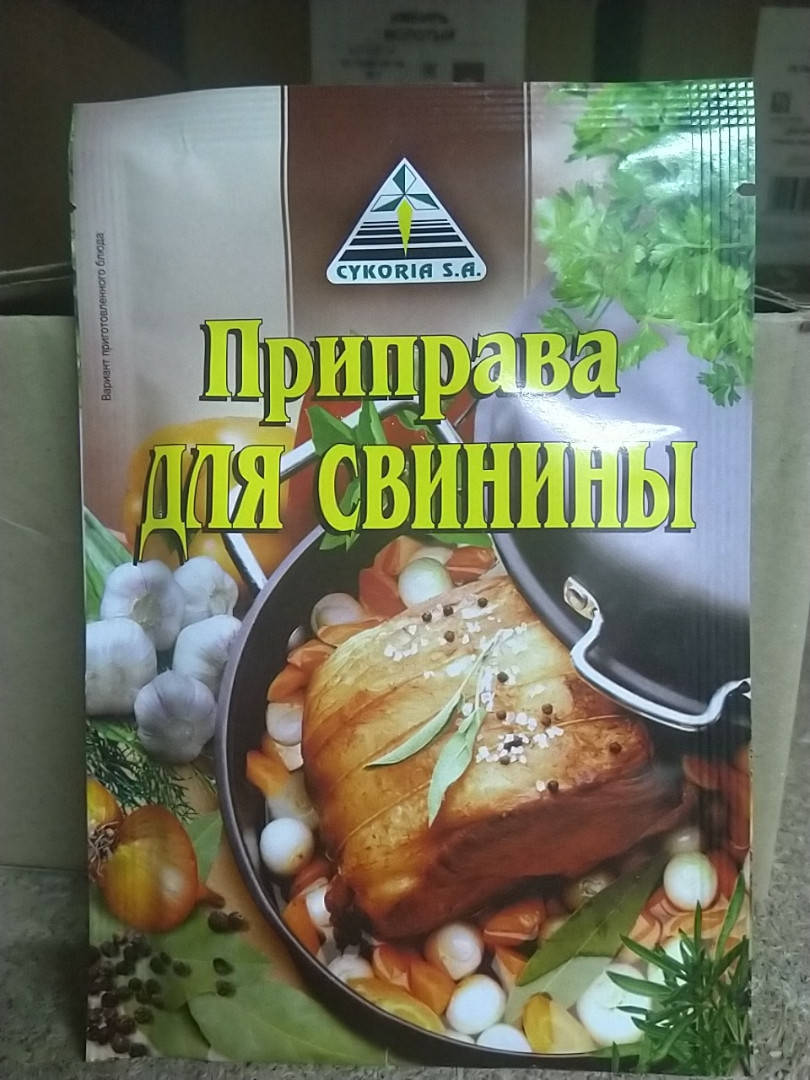 CYKORIA S.A.
Вариант приготовленного блюда
Приправа
для свинины